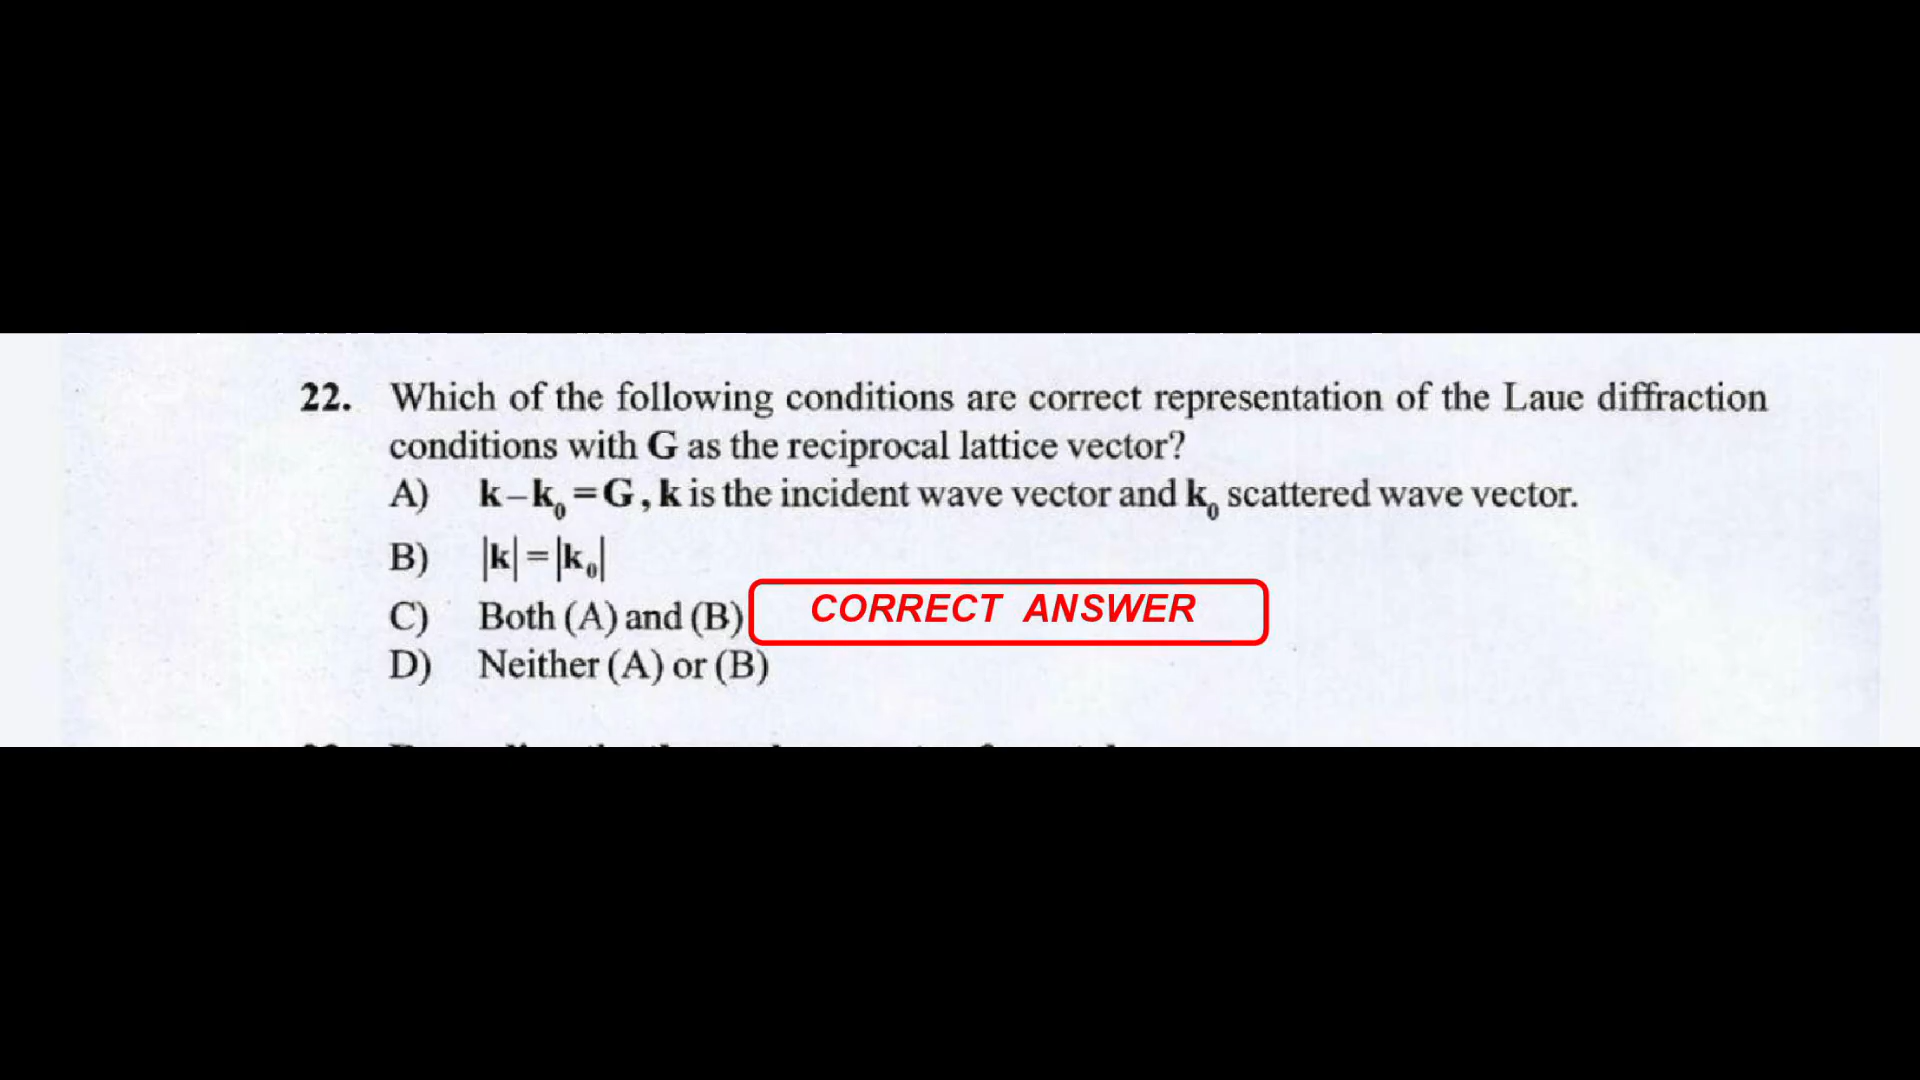 22. Which of the following conditions are correct representation of the Laue diffraction
conditions with G as the reciprocal lattice vector?
A) k–k₀=G, k is the incident wave vector and k₀ scattered wave vector.
B) |k|=|k₀|
C) Both (A) and (B) CORRECT ANSWER
D) Neither (A) or (B)